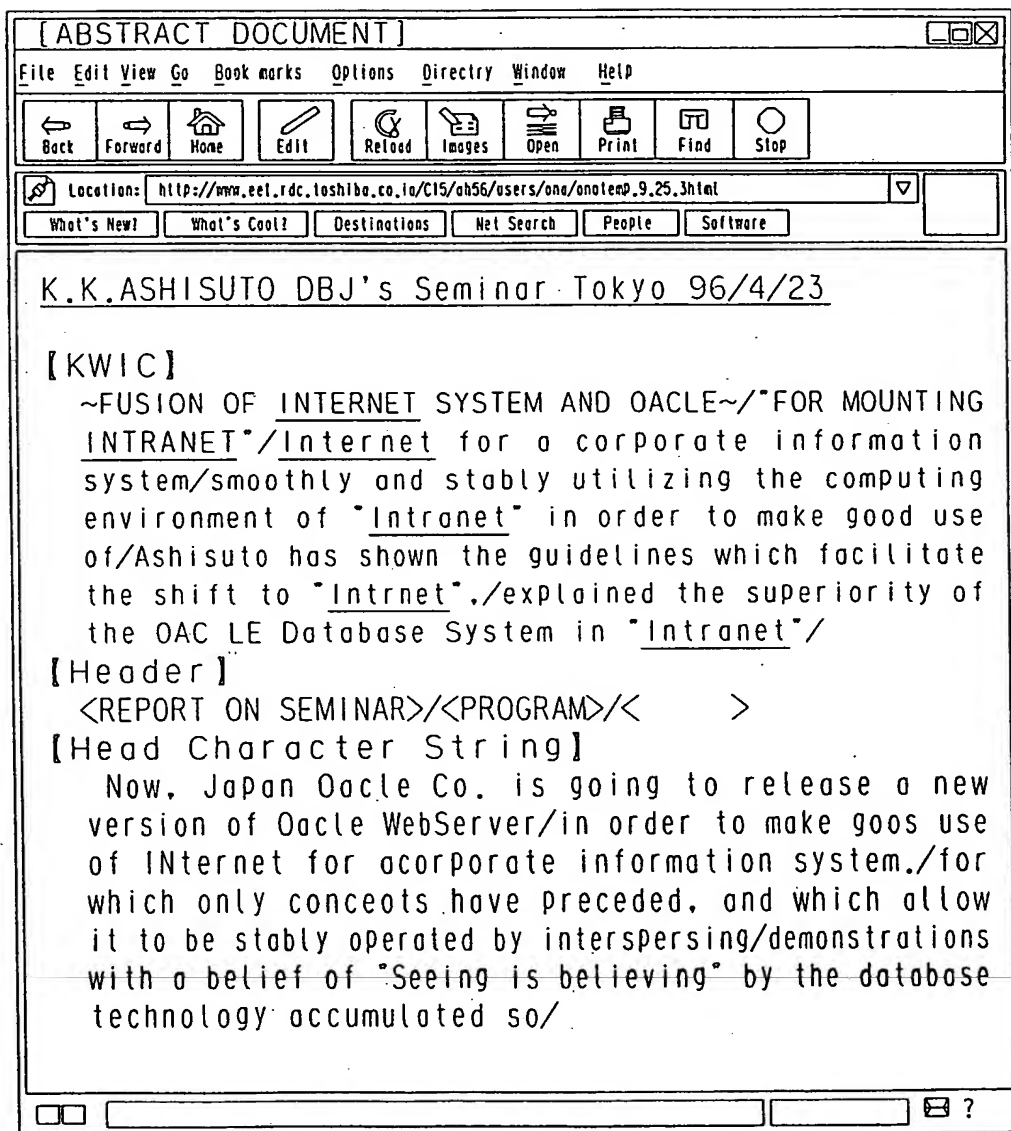 [ABSTRACT DOCUMENT]
File Edit View Go Book marks Options Directry Window Help
Back Forword Home Edit Reload Images Open Print Find Stop
Location: http://www.eel.rdc.toshiba.co.ia/CI5/ah56/users/ona/onotemp.9.25.3html
What's New? What's Cool? Destinations Net Search People Software
K.K.ASHISUTO DBJ's Seminar Tokyo 96/4/23
【KWIC】
~FUSION OF INTERNET SYSTEM AND OACLE~/"FOR MOUNTING
INTRANET"/Internet for a corporate information
system/smoothly and stably utilizing the computing
environment of "Intranet" in order to make good use
of/Ashisuto has shown the guidelines which facilitate
the shift to "Intrnet"./explained the superiority of
the OAC LE Database System in "Intranet"/
【Header】
<REPORT ON SEMINAR>/<PROGRAM>/< >
【Head Character String】
Now, Japan Oacle Co. is going to release a new
version of Oacle WebServer/in order to make goos use
of INternet for acorporate information system./for
which only conceots have preceded, and which allow
it to be stably operated by interspersing/demonstrations
with a belief of "Seeing is believing" by the database
technology accumulated so/
?